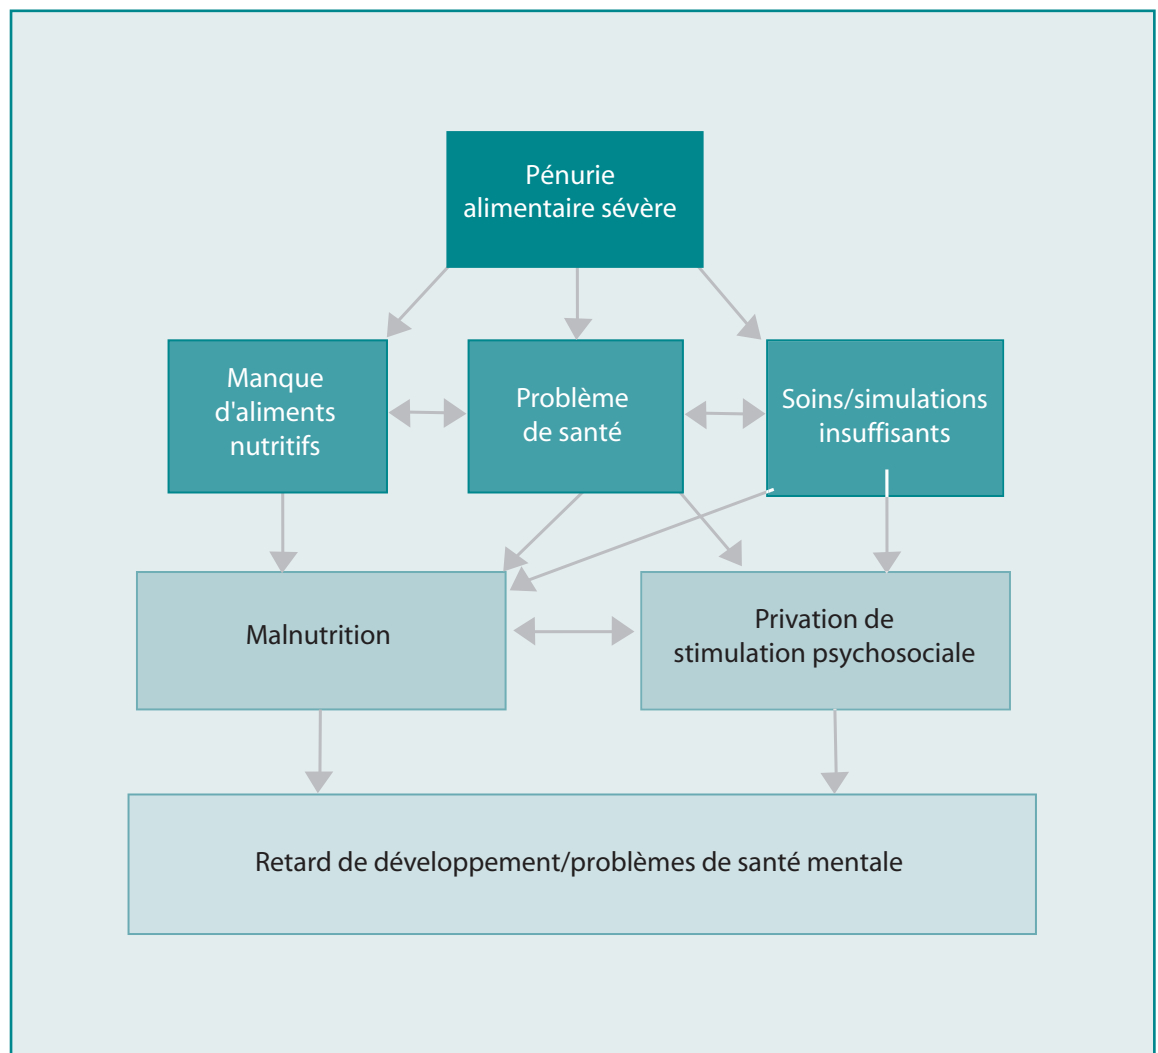 Pénurie
alimentaire sévère
Manque
d'aliments
nutritifs
Problème
de santé
Soins/simulations
insuffisants
Malnutrition
Privation de
stimulation psychosociale
Retard de développement/problèmes de santé mentale